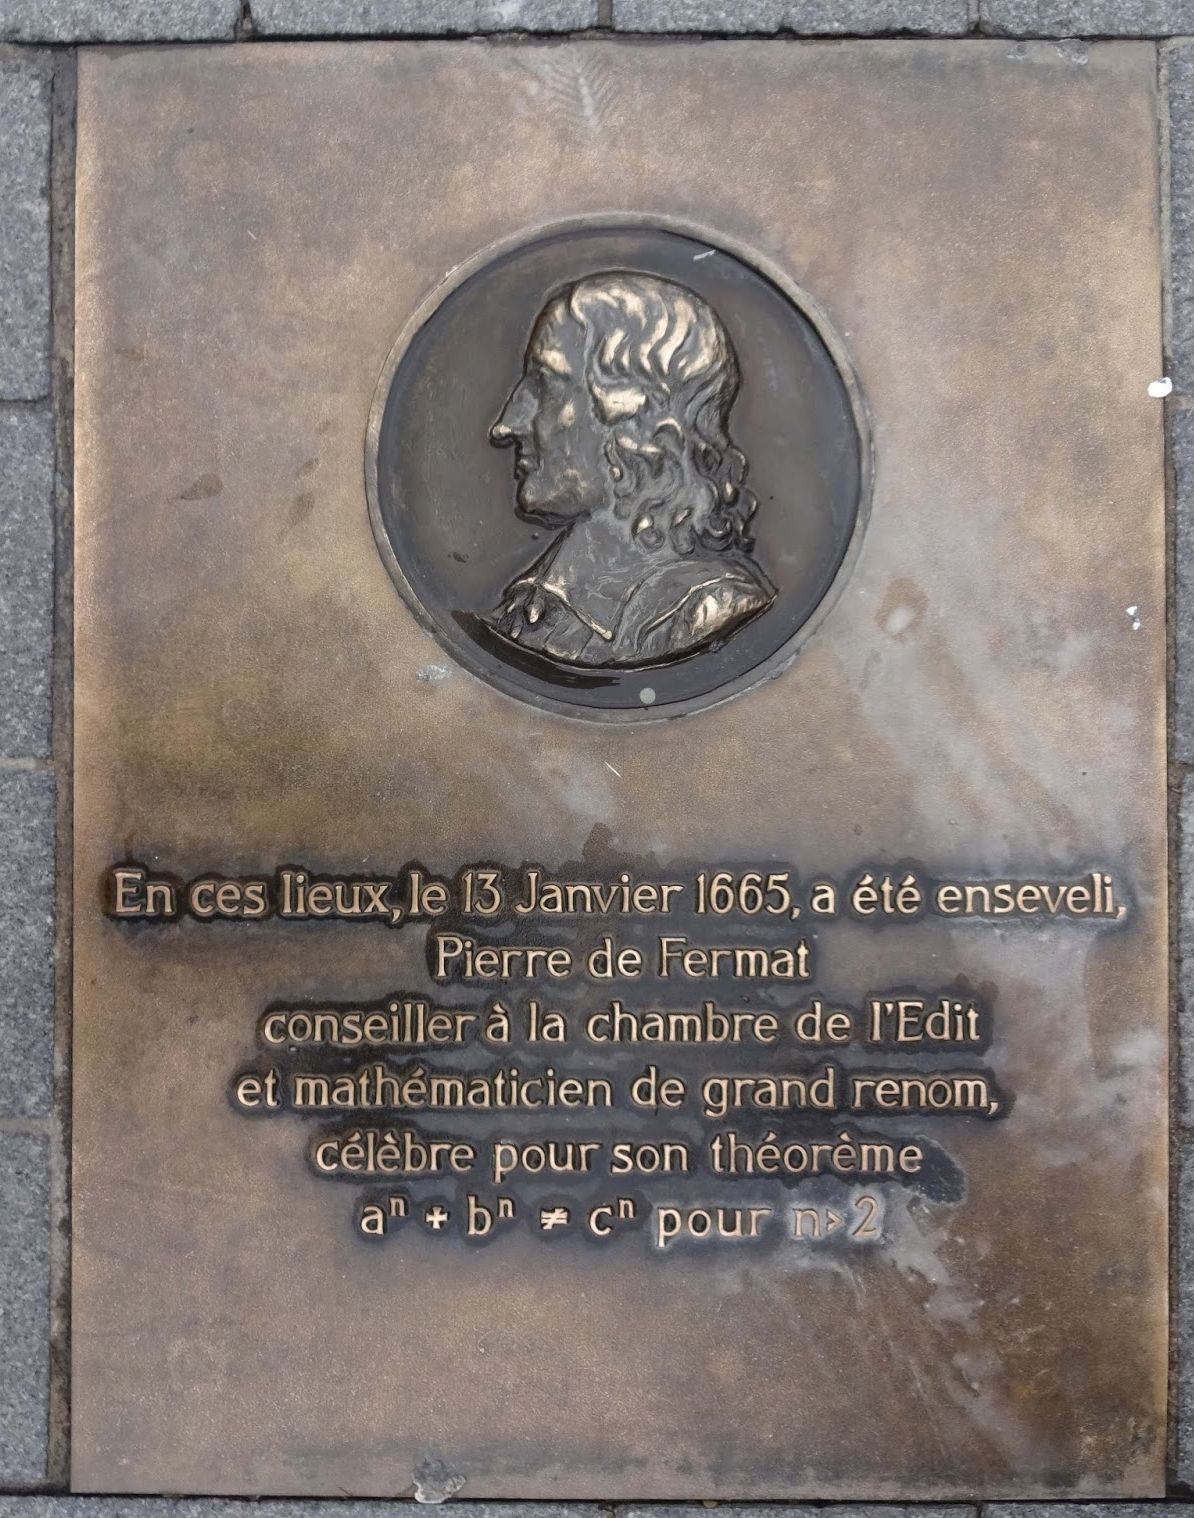 En ces lieux, le 13 Janvier 1665, a été enseveli,
Pierre de Fermat
conseiller à la chambre de l'Edit
et mathématicien de grand renom,
célèbre pour son théorème
aⁿ + bⁿ ≠ cⁿ pour n> 2